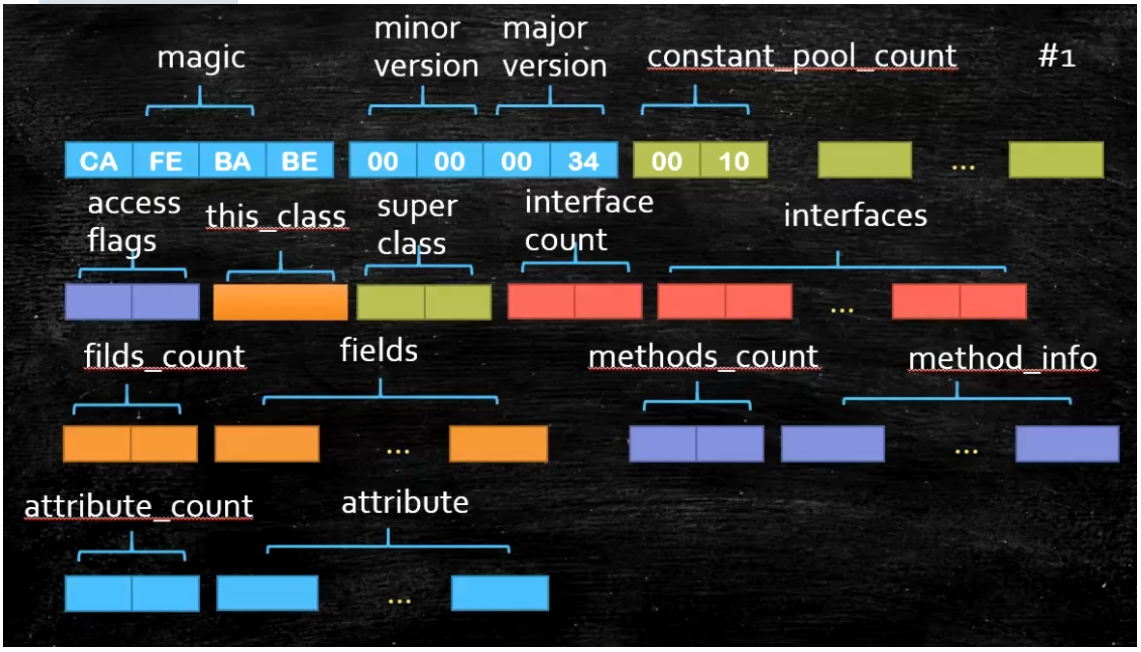 magic
minor
version
major
version
constant_pool_count
#1
CA FE BA BE
00 00 00 34
00 10
...
access
flags
this_class
super
class
interface
count
interfaces
...
filds_count
fields
methods_count
method_info
...
...
attribute_count
attribute
...